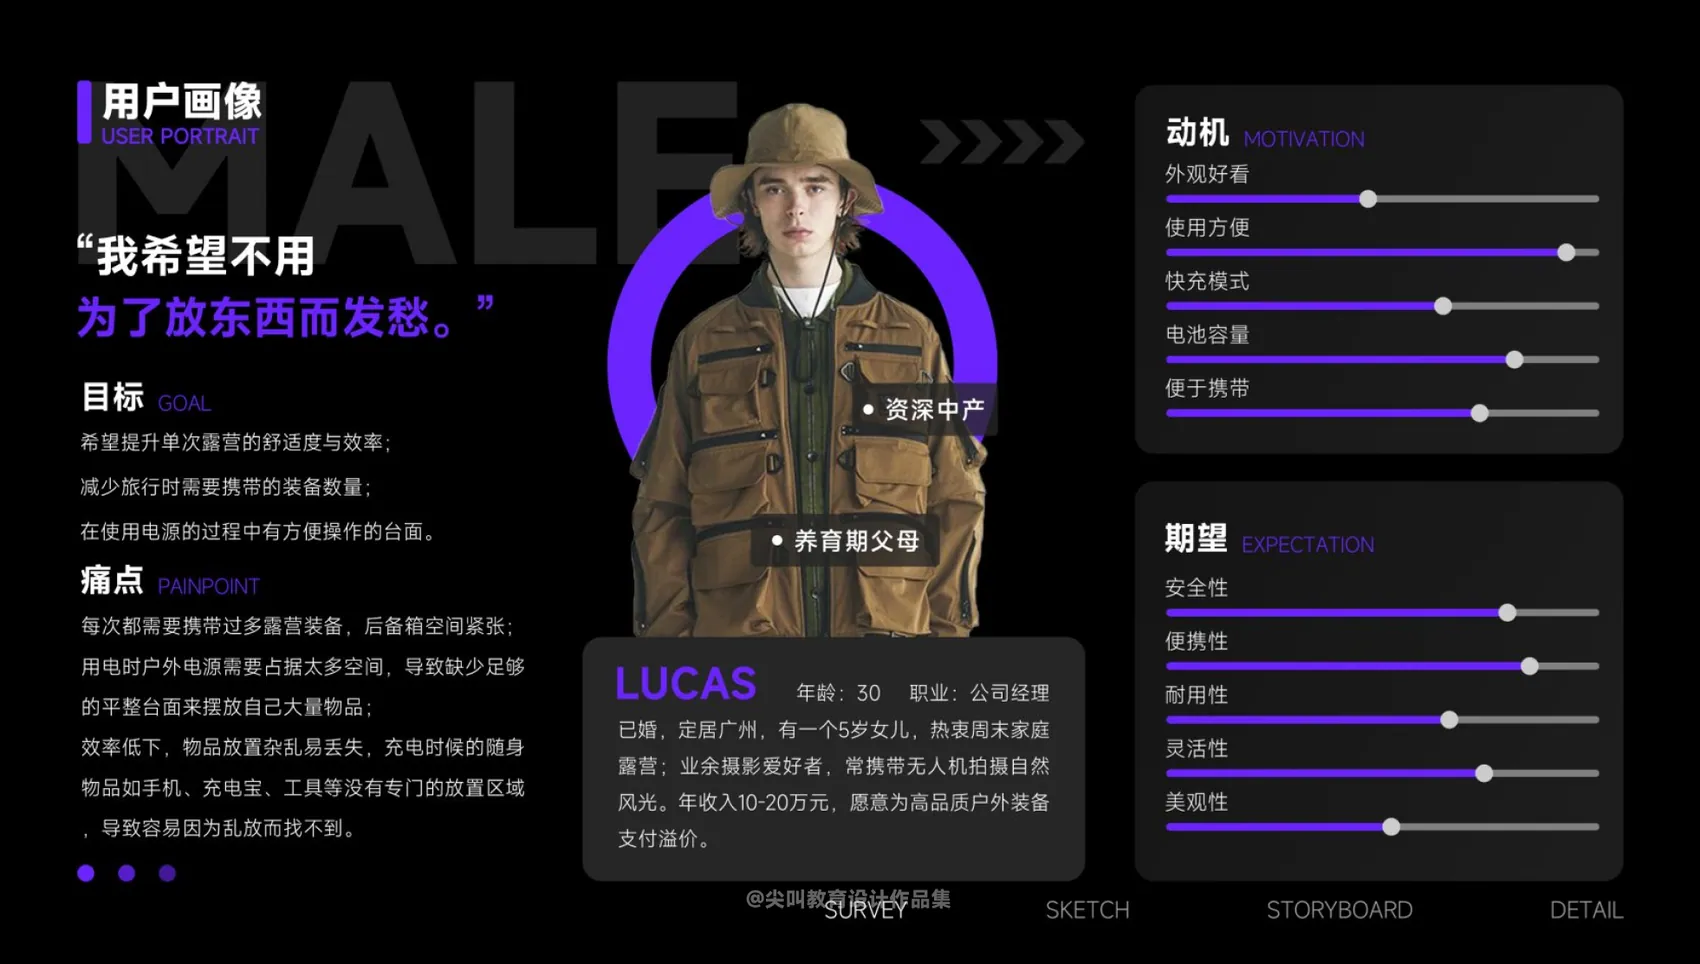 MALE
用户画像
USER PORTRAIT
“我希望不用
为了放东西而发愁。”
目标 GOAL
希望提升单次露营的舒适度与效率；
减少旅行时需要携带的装备数量；
在使用电源的过程中有方便操作的台面。
痛点 PAINPOINT
每次都需要携带过多露营装备，后备箱空间紧张；
用电时户外电源需要占据太多空间，导致缺少足够
的平整台面来摆放自己大量物品；
效率低下，物品放置杂乱易丢失，充电时候的随身
物品如手机、充电宝、工具等没有专门的放置区域
，导致容易因为乱放而找不到。
资深中产
养育期父母
LUCAS 年龄：30 职业：公司经理
已婚，定居广州，有一个5岁女儿，热衷周末家庭
露营；业余摄影爱好者，常携带无人机拍摄自然
风光。年收入10-20万元，愿意为高品质户外装备
支付溢价。
动机 MOTIVATION
外观好看
使用方便
快充模式
电池容量
便于携带
期望 EXPECTATION
安全性
便携性
耐用性
灵活性
美观性
@尖叫教育设计作品集
SURVEY SKETCH STORYBOARD DETAIL